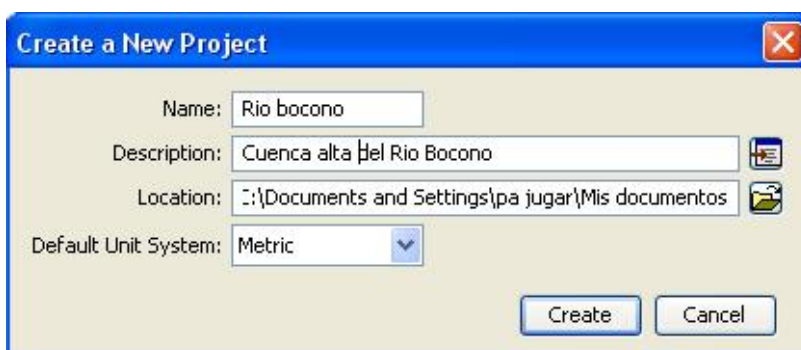 Create a New Project
Name: Rio bocono
Description: Cuenca alta del Rio Bocono
Location: :\Documents and Settings\pa jugar\Mis documentos
Default Unit System: Metric
Create Cancel